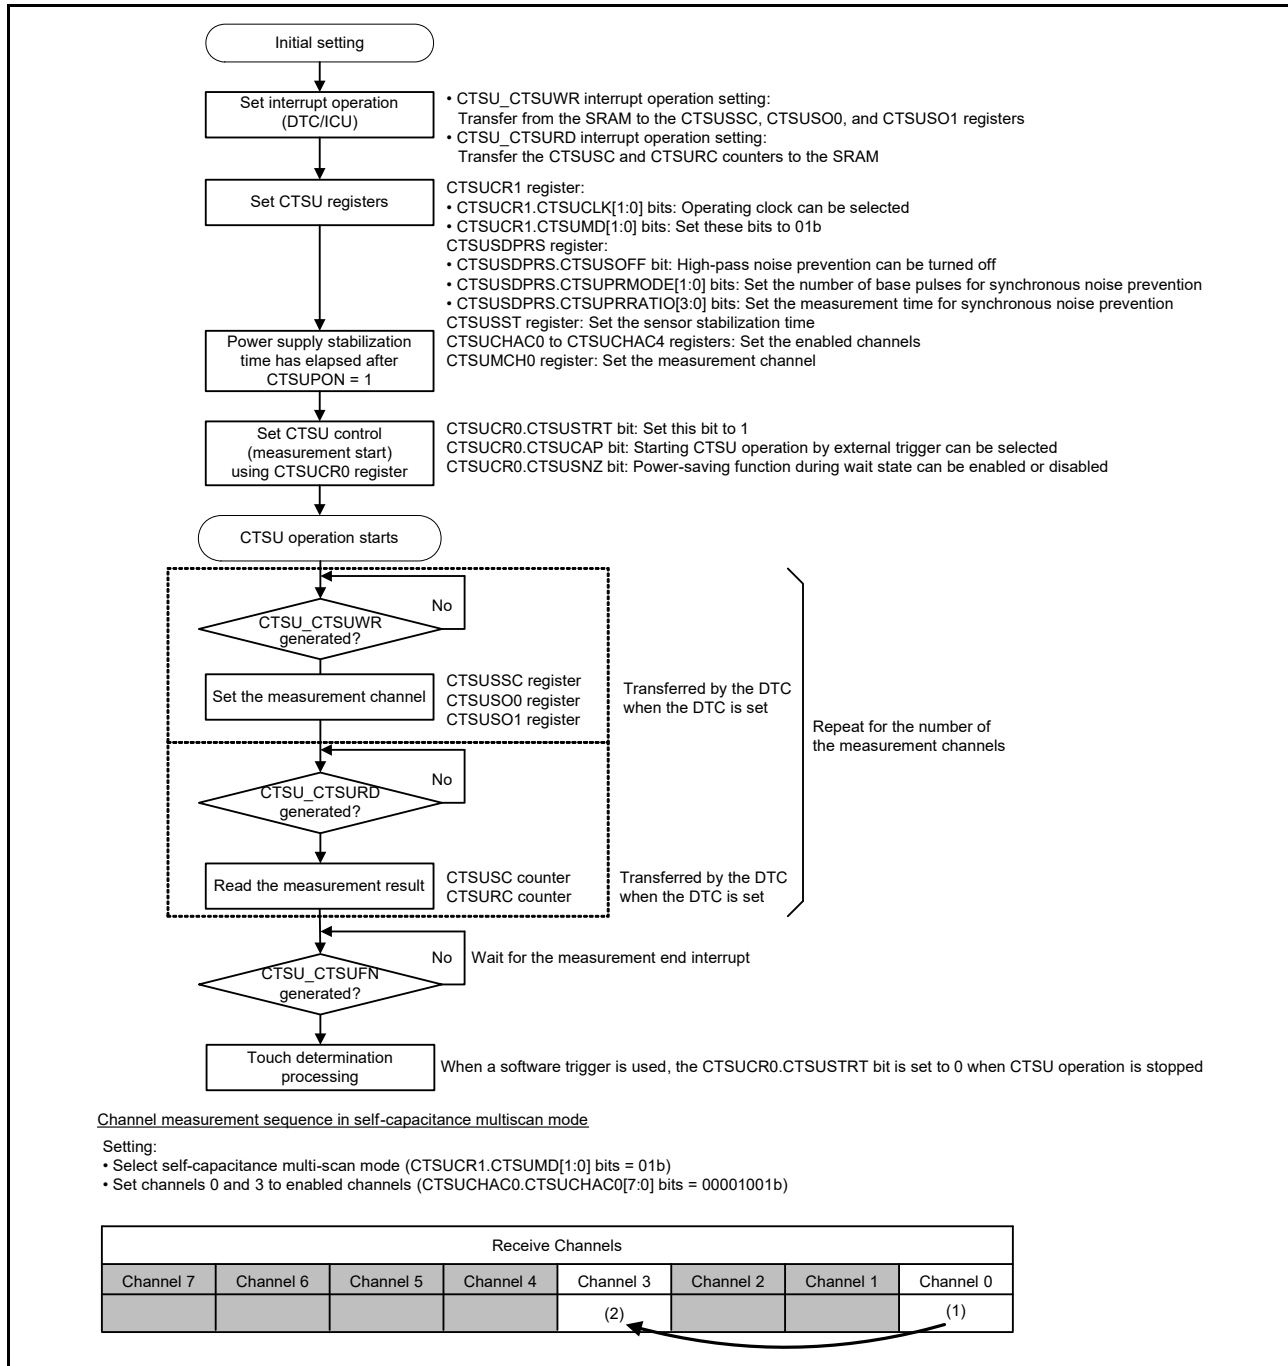 Initial setting
Set interrupt operation
(DTC/ICU)
• CTSU_CTSUWR interrupt operation setting:
Transfer from the SRAM to the CTSUSSC, CTSUSO0, and CTSUSO1 registers
• CTSU_CTSURD interrupt operation setting:
Transfer the CTSUSC and CTSURC counters to the SRAM
Set CTSU registers
CTSUCR1 register:
• CTSUCR1.CTSUCLK[1:0] bits: Operating clock can be selected
• CTSUCR1.CTSUMD[1:0] bits: Set these bits to 01b
CTSUSDPRS register:
• CTSUSDPRS.CTSUSOFF bit: High-pass noise prevention can be turned off
• CTSUSDPRS.CTSUPRMODE[1:0] bits: Set the number of base pulses for synchronous noise prevention
• CTSUSDPRS.CTSUPRRATIO[3:0] bits: Set the measurement time for synchronous noise prevention
CTSUSST register: Set the sensor stabilization time
CTSUCHAC0 to CTSUCHAC4 registers: Set the enabled channels
CTSUMCH0 register: Set the measurement channel
Power supply stabilization
time has elapsed after
CTSUPON = 1
Set CTSU control
(measurement start)
using CTSUCR0 register
CTSUCR0.CTSUSTRT bit: Set this bit to 1
CTSUCR0.CTSUCAP bit: Starting CTSU operation by external trigger can be selected
CTSUCR0.CTSUSNZ bit: Power-saving function during wait state can be enabled or disabled
CTSU operation starts
No
CTSU_CTSUWR
generated?
Set the measurement channel
CTSUSSC register
CTSUSO0 register
CTSUSO1 register
Transferred by the DTC
when the DTC is set
Repeat for the number of
the measurement channels
No
CTSU_CTSURD
generated?
Read the measurement result
CTSUSC counter
CTSURC counter
Transferred by the DTC
when the DTC is set
No
Wait for the measurement end interrupt
CTSU_CTSUFN
generated?
Touch determination
processing
When a software trigger is used, the CTSUCR0.CTSUSTRT bit is set to 0 when CTSU operation is stopped
Channel measurement sequence in self-capacitance multiscan mode
Setting:
• Select self-capacitance multi-scan mode (CTSUCR1.CTSUMD[1:0] bits = 01b)
• Set channels 0 and 3 to enabled channels (CTSUCHAC0.CTSUCHAC0[7:0] bits = 00001001b)
Receive Channels
Channel 7 Channel 6 Channel 5 Channel 4 Channel 3 Channel 2 Channel 1 Channel 0
(2) (1)